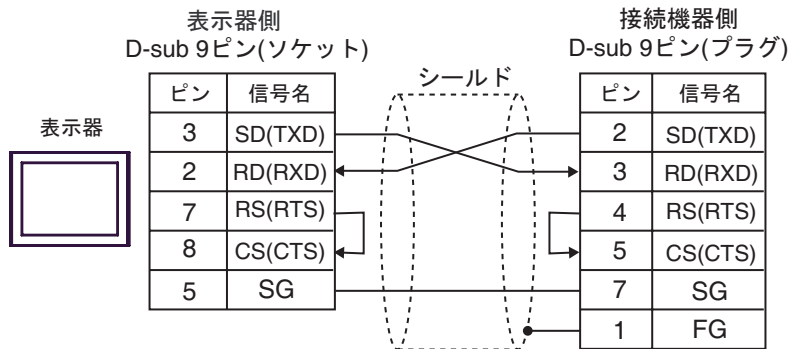 表示器側
D-sub 9ピン(ソケット)
接続機器側
D-sub 9ピン(プラグ)
シールド
表示器
ピン 信号名
3 SD(TXD)
2 RD(RXD)
7 RS(RTS)
8 CS(CTS)
5 SG
ピン 信号名
2 SD(TXD)
3 RD(RXD)
4 RS(RTS)
5 CS(CTS)
7 SG
1 FG